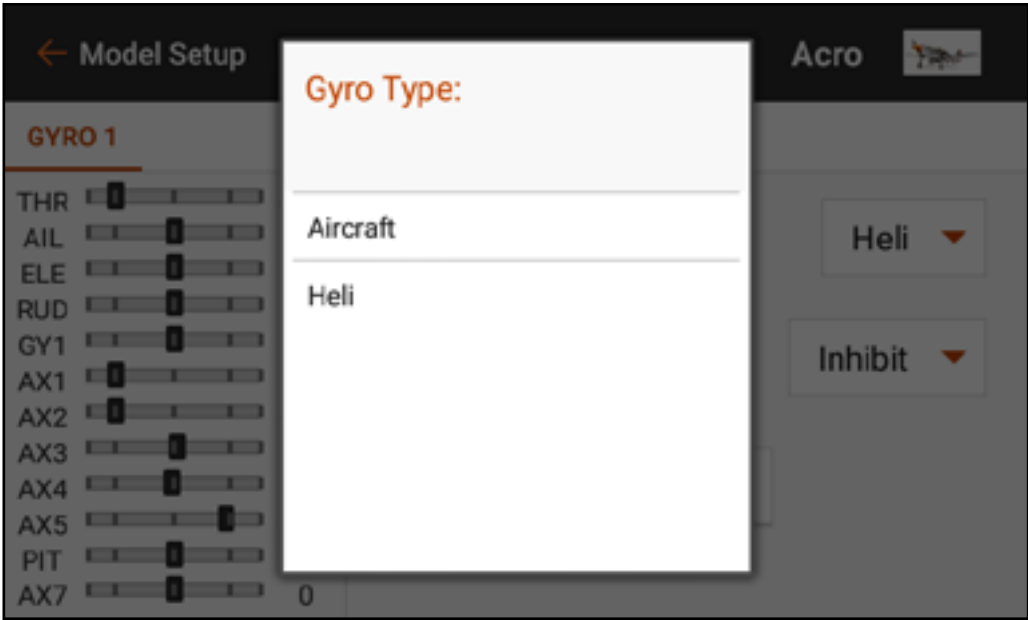 Model Setup
Acro
Gyro Type:
Aircraft
Heli
GYRO 1
THR
AIL
ELE
RUD
GY1
AX1
AX2
AX3
AX4
AX5
PIT
AX7
0
Heli
Inhibit